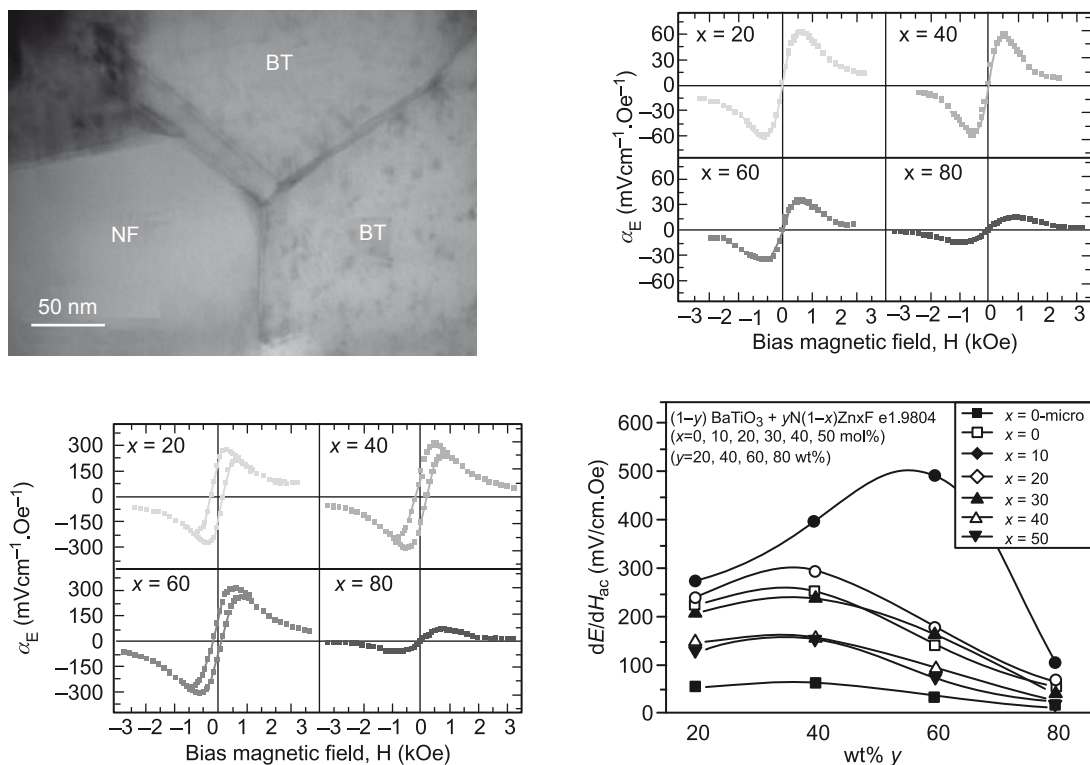 BT
NF
BT
50 nm
x = 20
x = 40
60
30
0
−30
−60
x = 60
x = 80
60
30
0
−30
−60
αE (mVcm−1.Oe−1)
−3 −2 −1 0 1 2 3 −3 −2 −1 0 1 2 3
Bias magnetic field, H (kOe)
x = 20
x = 40
300
150
0
−150
−300
x = 60
x = 80
300
150
0
−150
−300
αE (mVcm−1.Oe−1)
−3 −2 −1 0 1 2 3 −3 −2 −1 0 1 2 3
Bias magnetic field, H (kOe)
(1−y) BaTiO3 + yN(1−x)ZnxF e1.9804
(x=0, 10, 20, 30, 40, 50 mol%)
(y=20, 40, 60, 80 wt%)
x = 0-micro
x = 0
x = 10
x = 20
x = 30
x = 40
x = 50
600
500
400
300
200
100
0
dE/dHac (mV/cm.Oe)
20 40 60 80
wt% y